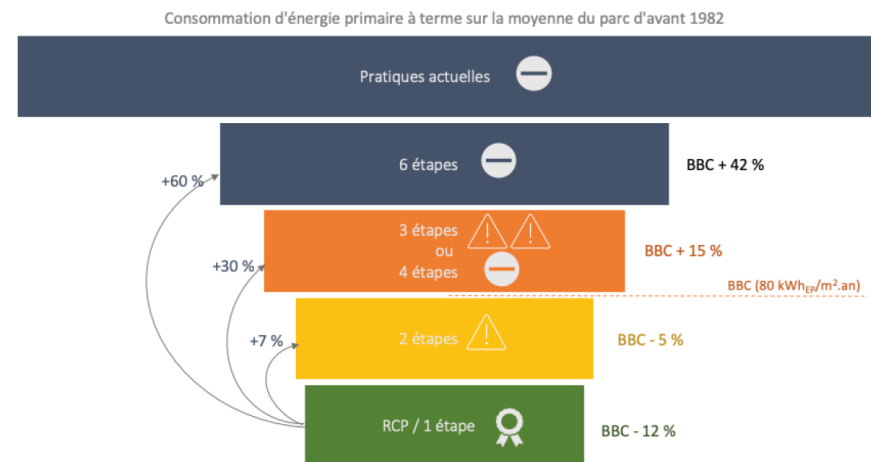 Consommation d'énergie primaire à terme sur la moyenne du parc d'avant 1982
Pratiques actuelles
6 étapes
BBC + 42 %
+60 %
3 étapes
ou
4 étapes
BBC + 15 %
+30 %
BBC (80 kWhEP/m².an)
2 étapes
BBC - 5 %
+7 %
RCP / 1 étape
BBC - 12 %